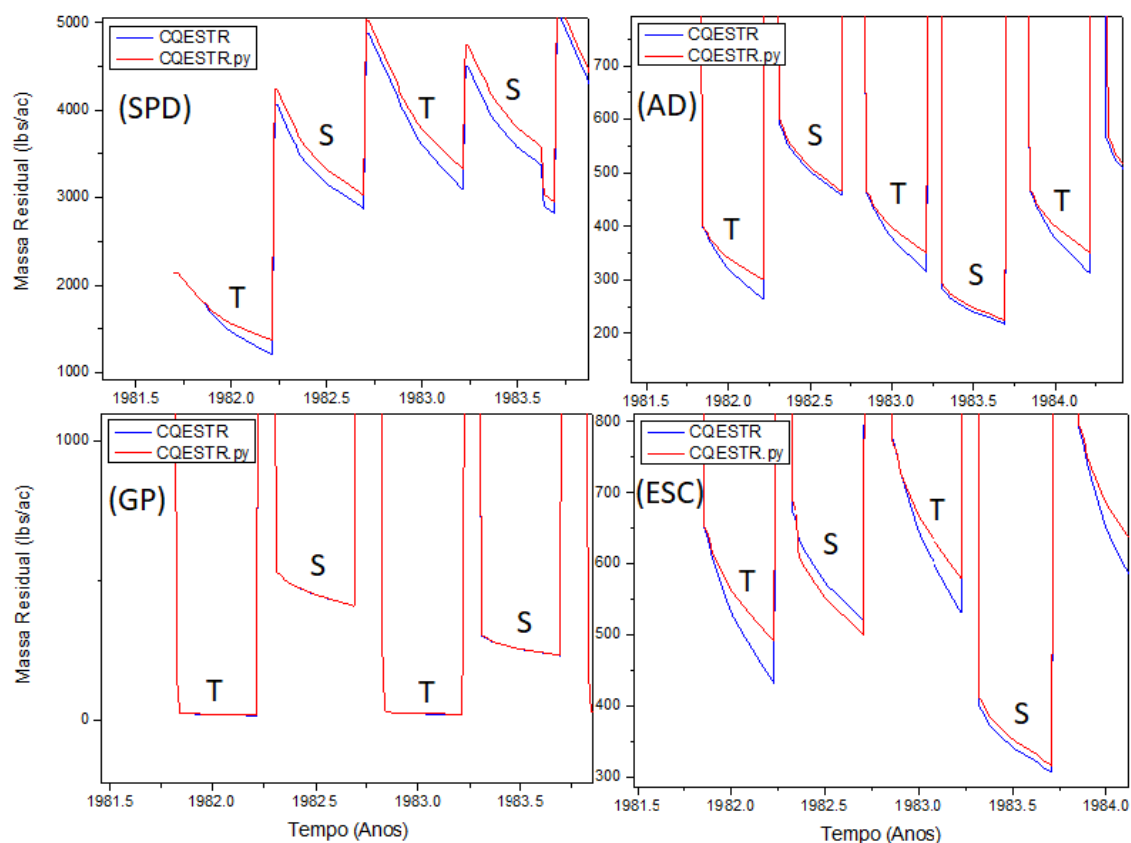 CQESTR
CQESTR.py
(SPD)
T
S
T
S
Massa Residual (lbs/ac)
5000
4000
3000
2000
1000
1981.5
1982.0
1982.5
1983.0
1983.5
CQESTR
CQESTR.py
(AD)
T
S
T
S
T
700
600
500
400
300
200
1981.5
1982.0
1982.5
1983.0
1983.5
1984.0
CQESTR
CQESTR.py
(GP)
T
S
T
S
Massa Residual (lbs/ac)
1000
0
1981.5
1982.0
1982.5
1983.0
1983.5
Tempo (Anos)
CQESTR
CQESTR.py
(ESC)
T
S
T
S
800
700
600
500
400
300
1981.5
1982.0
1982.5
1983.0
1983.5
1984.0
Tempo (Anos)